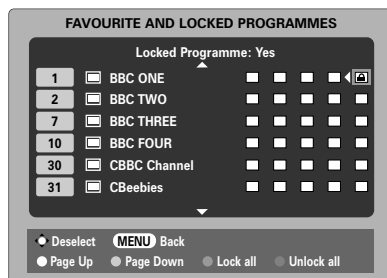 FAVOURITE AND LOCKED PROGRAMMES
Locked Programme: Yes
1 BBC ONE
2 BBC TWO
7 BBC THREE
10 BBC FOUR
30 CBBC Channel
31 CBeebies
Deselect MENU Back
Page Up Page Down Lock all Unlock all